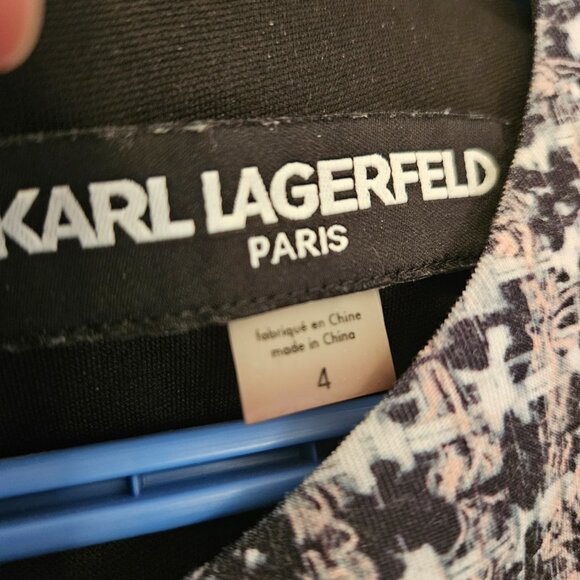 KARL LAGERFELD
PARIS
fabriqué en Chine
made in China
4